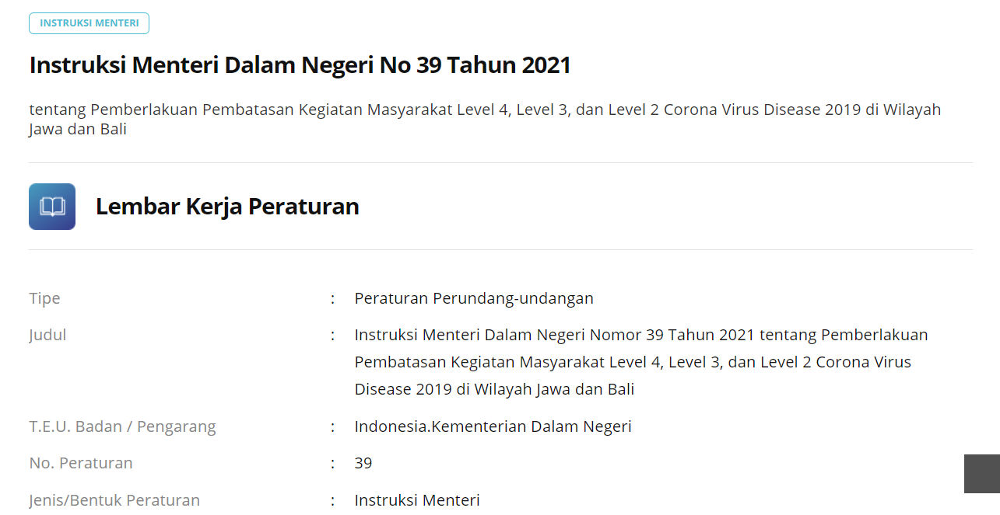 INSTRUKSI MENTERI
Instruksi Menteri Dalam Negeri No 39 Tahun 2021
tentang Pemberlakuan Pembatasan Kegiatan Masyarakat Level 4, Level 3, dan Level 2 Corona Virus Disease 2019 di Wilayah
Jawa dan Bali
Lembar Kerja Peraturan
Tipe : Peraturan Perundang-undangan
Judul : Instruksi Menteri Dalam Negeri Nomor 39 Tahun 2021 tentang Pemberlakuan
Pembatasan Kegiatan Masyarakat Level 4, Level 3, dan Level 2 Corona Virus
Disease 2019 di Wilayah Jawa dan Bali
T.E.U. Badan / Pengarang : Indonesia.Kementerian Dalam Negeri
No. Peraturan : 39
Jenis/Bentuk Peraturan : Instruksi Menteri